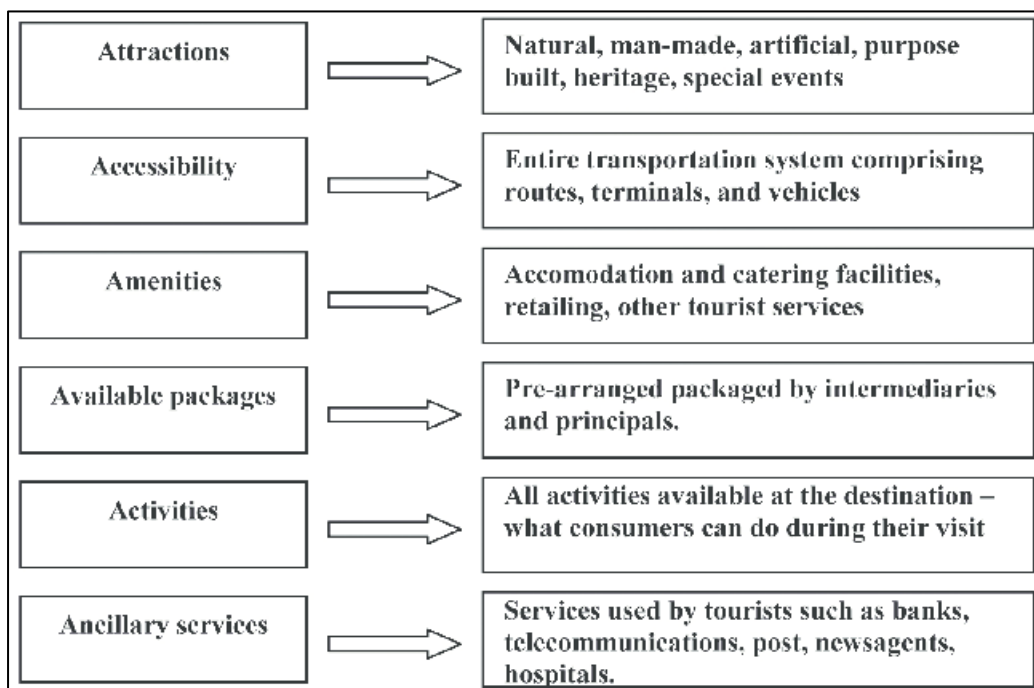 Attractions
Natural, man-made, artificial, purpose
built, heritage, special events
Accessibility
Entire transportation system comprising
routes, terminals, and vehicles
Amenities
Accomodation and catering facilities,
retailing, other tourist services
Available packages
Pre-arranged packaged by intermediaries
and principals.
Activities
All activities available at the destination –
what consumers can do during their visit
Ancillary services
Services used by tourists such as banks,
telecommunications, post, newsagents,
hospitals.